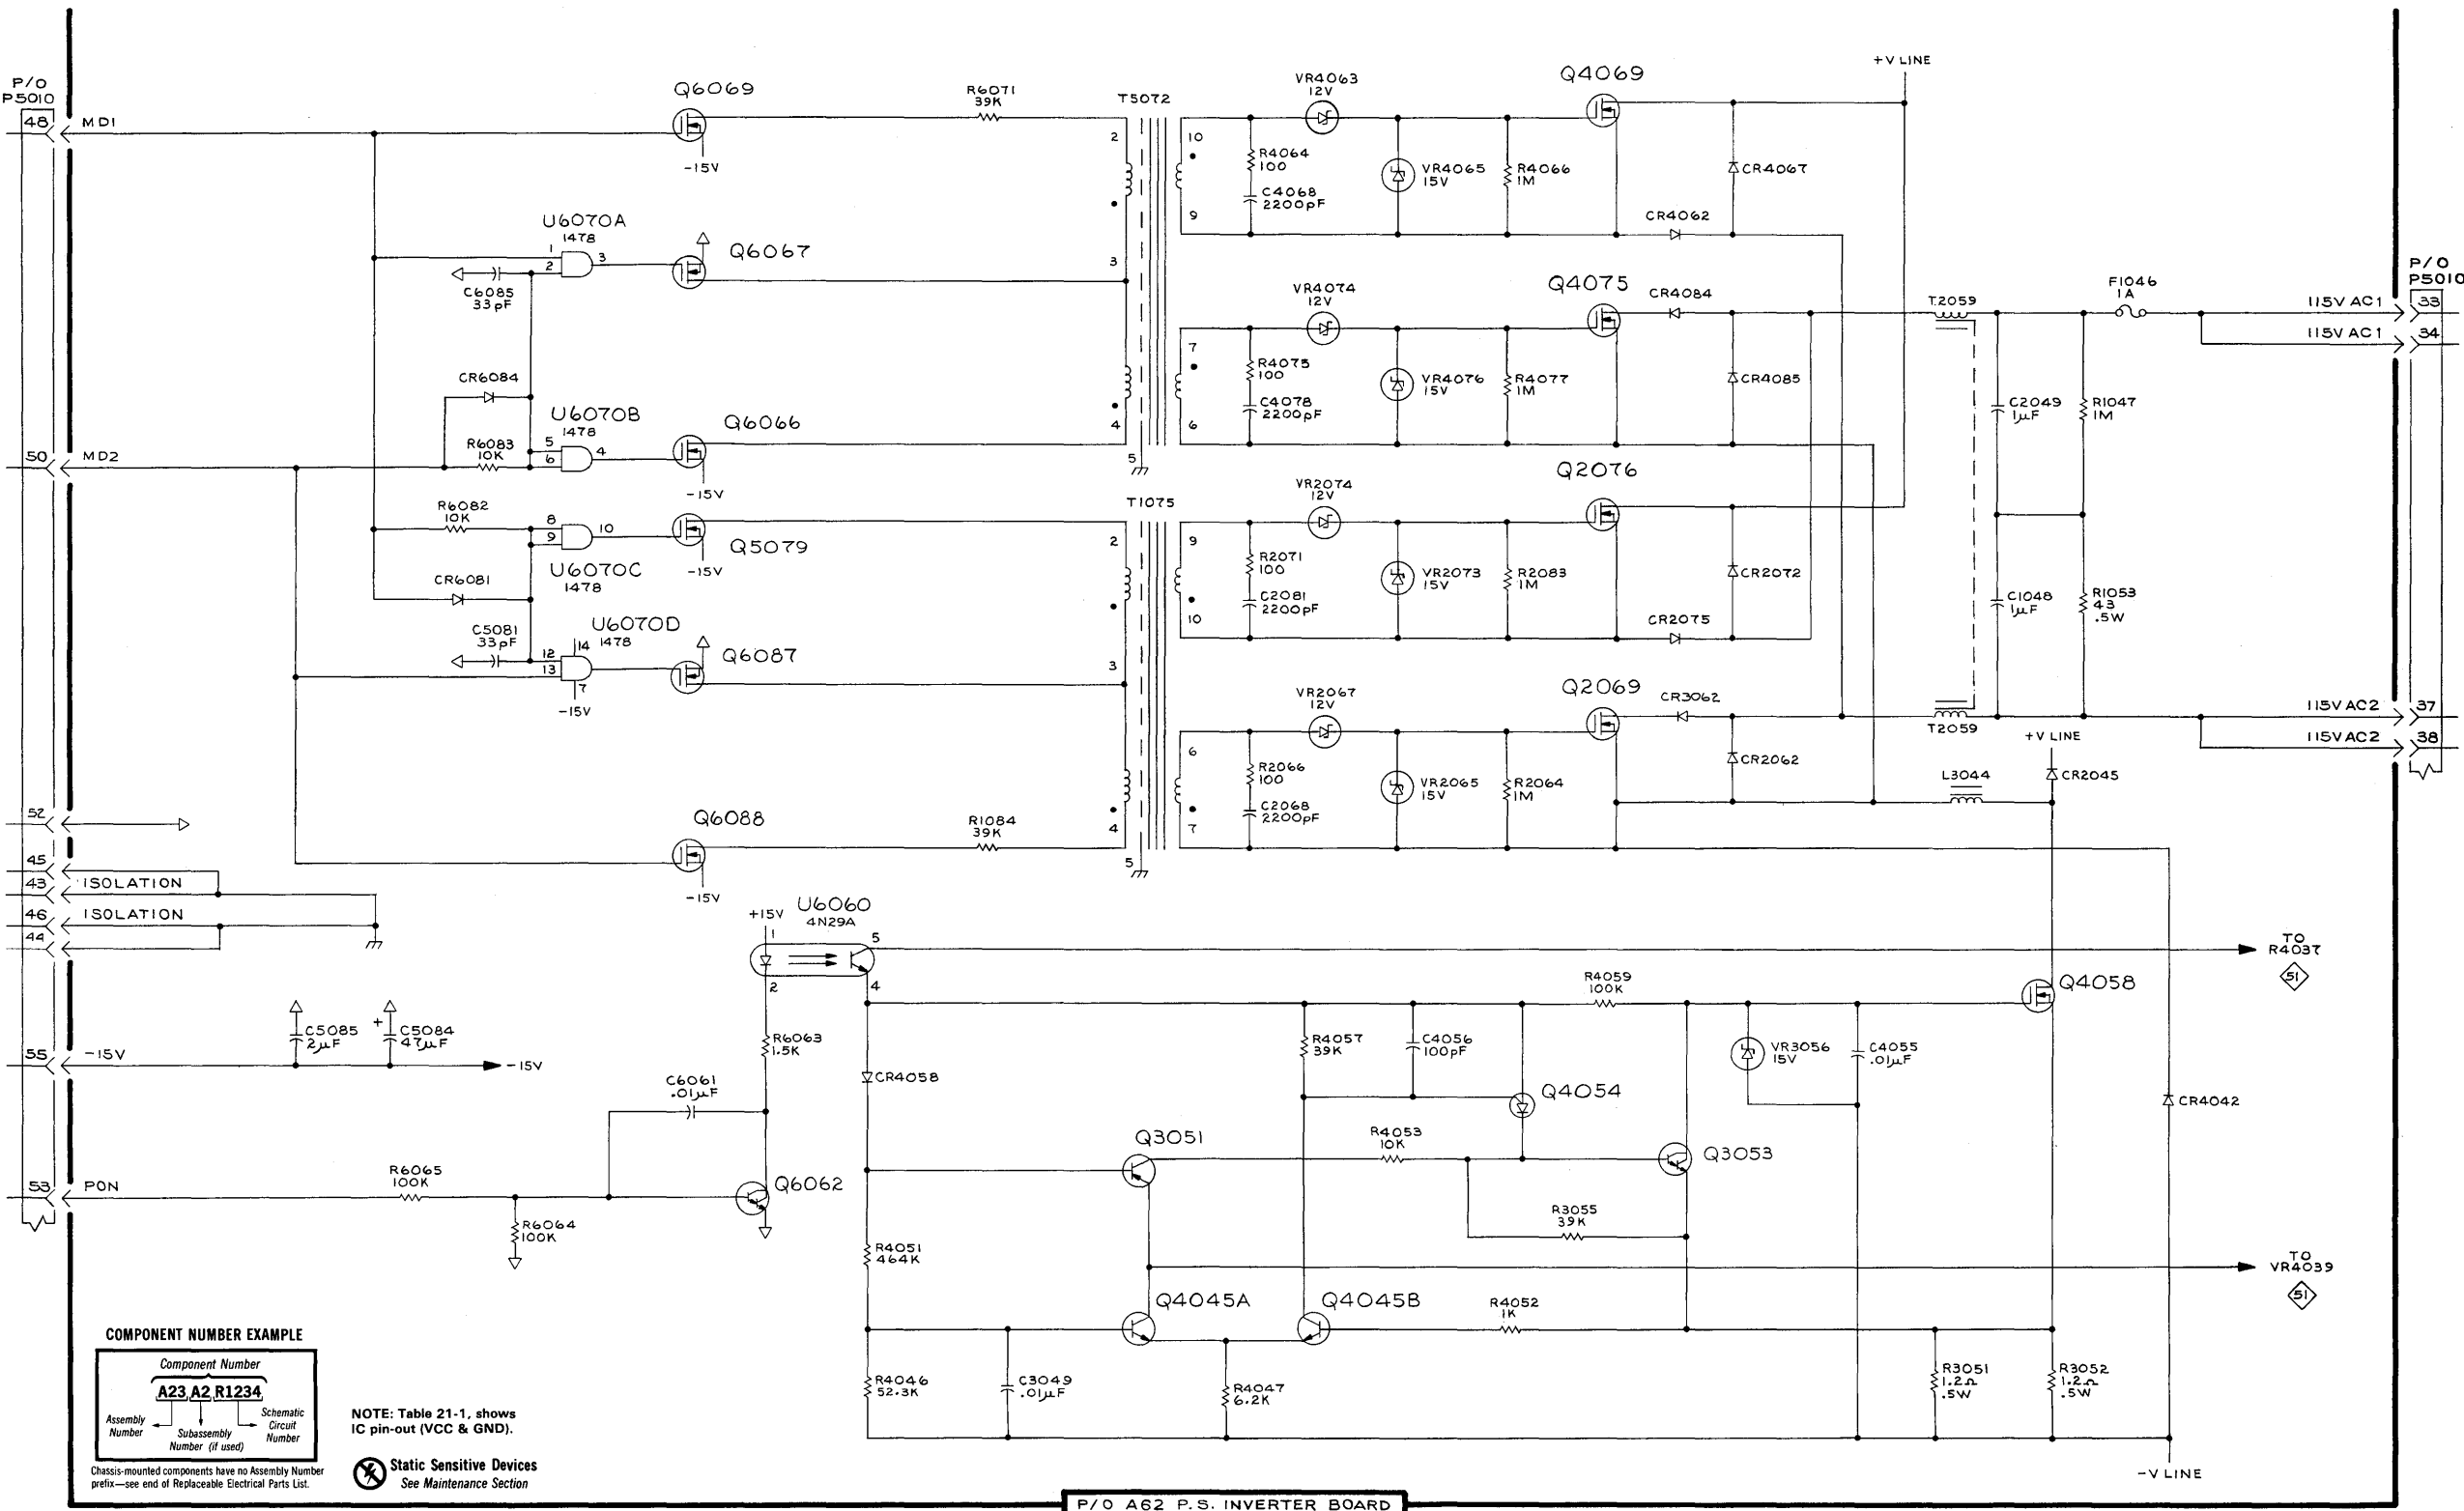 P/O
P5010
48
MD1
50
MD2
52
45
43
ISOLATION
46
ISOLATION
44
55
-15V
53
PON
Q6069
-15V
R6071
39K
U6070A
1478
1
2
3
C6085
33pF
Q6067
CR6084
R6083
10K
U6070B
1478
5
6
4
Q6066
-15V
R6082
10K
8
9
10
U6070C
1478
Q5079
-15V
CR6081
C5081
33pF
U6070D
1478
12
13
14
7
-15V
Q6087
Q6088
-15V
R1084
39K
T5072
2
3
4
5
10
9
7
6
T1075
2
3
4
5
9
10
6
7
VR4063
12V
R4064
100
C4068
2200pF
VR4065
15V
R4066
1M
Q4069
CR4067
CR4062
+V LINE
VR4074
12V
R4075
100
C4078
2200pF
VR4076
15V
R4077
1M
Q4075
CR4084
CR4085
VR2074
12V
R2071
100
C2081
2200pF
VR2073
15V
R2083
1M
Q2076
CR2072
CR2075
VR2067
12V
R2066
100
C2068
2200pF
VR2065
15V
R2064
1M
Q2069
CR3062
CR2062
T2059
C2049
1µF
R1047
1M
C1048
1µF
R1053
43
.5W
F1046
1A
T2059
L3044
+V LINE
CR2045
P/O
P5010
115V AC1
33
115V AC1
34
115V AC2
37
115V AC2
38
C5085
2µF
+
C5084
47µF
-15V
R6065
100K
R6064
100K
C6061
.01µF
Q6062
+15V
U6060
4N29A
1
2
5
4
R6063
1.5K
CR4058
R4051
464K
R4046
52.3K
C3049
.01µF
Q3051
Q4045A
R4047
6.2K
Q4045B
R4057
39K
C4056
100pF
Q4054
R4053
10K
R3055
39K
R4052
1K
R4059
100K
Q3053
VR3056
15V
C4055
.01µF
Q4058
R3051
1.2Ω
.5W
R3052
1.2Ω
.5W
CR4042
-V LINE
TO
R4037
51
TO
VR4039
51
COMPONENT NUMBER EXAMPLE
Component Number
A23 A2 R1234
Assembly
Number
Subassembly
Number (if used)
Schematic
Circuit
Number
Chassis-mounted components have no Assembly Number
prefix—see end of Replaceable Electrical Parts List.
NOTE: Table 21-1, shows
IC pin-out (VCC & GND).
Static Sensitive Devices
See Maintenance Section
P/O A62 P.S. INVERTER BOARD